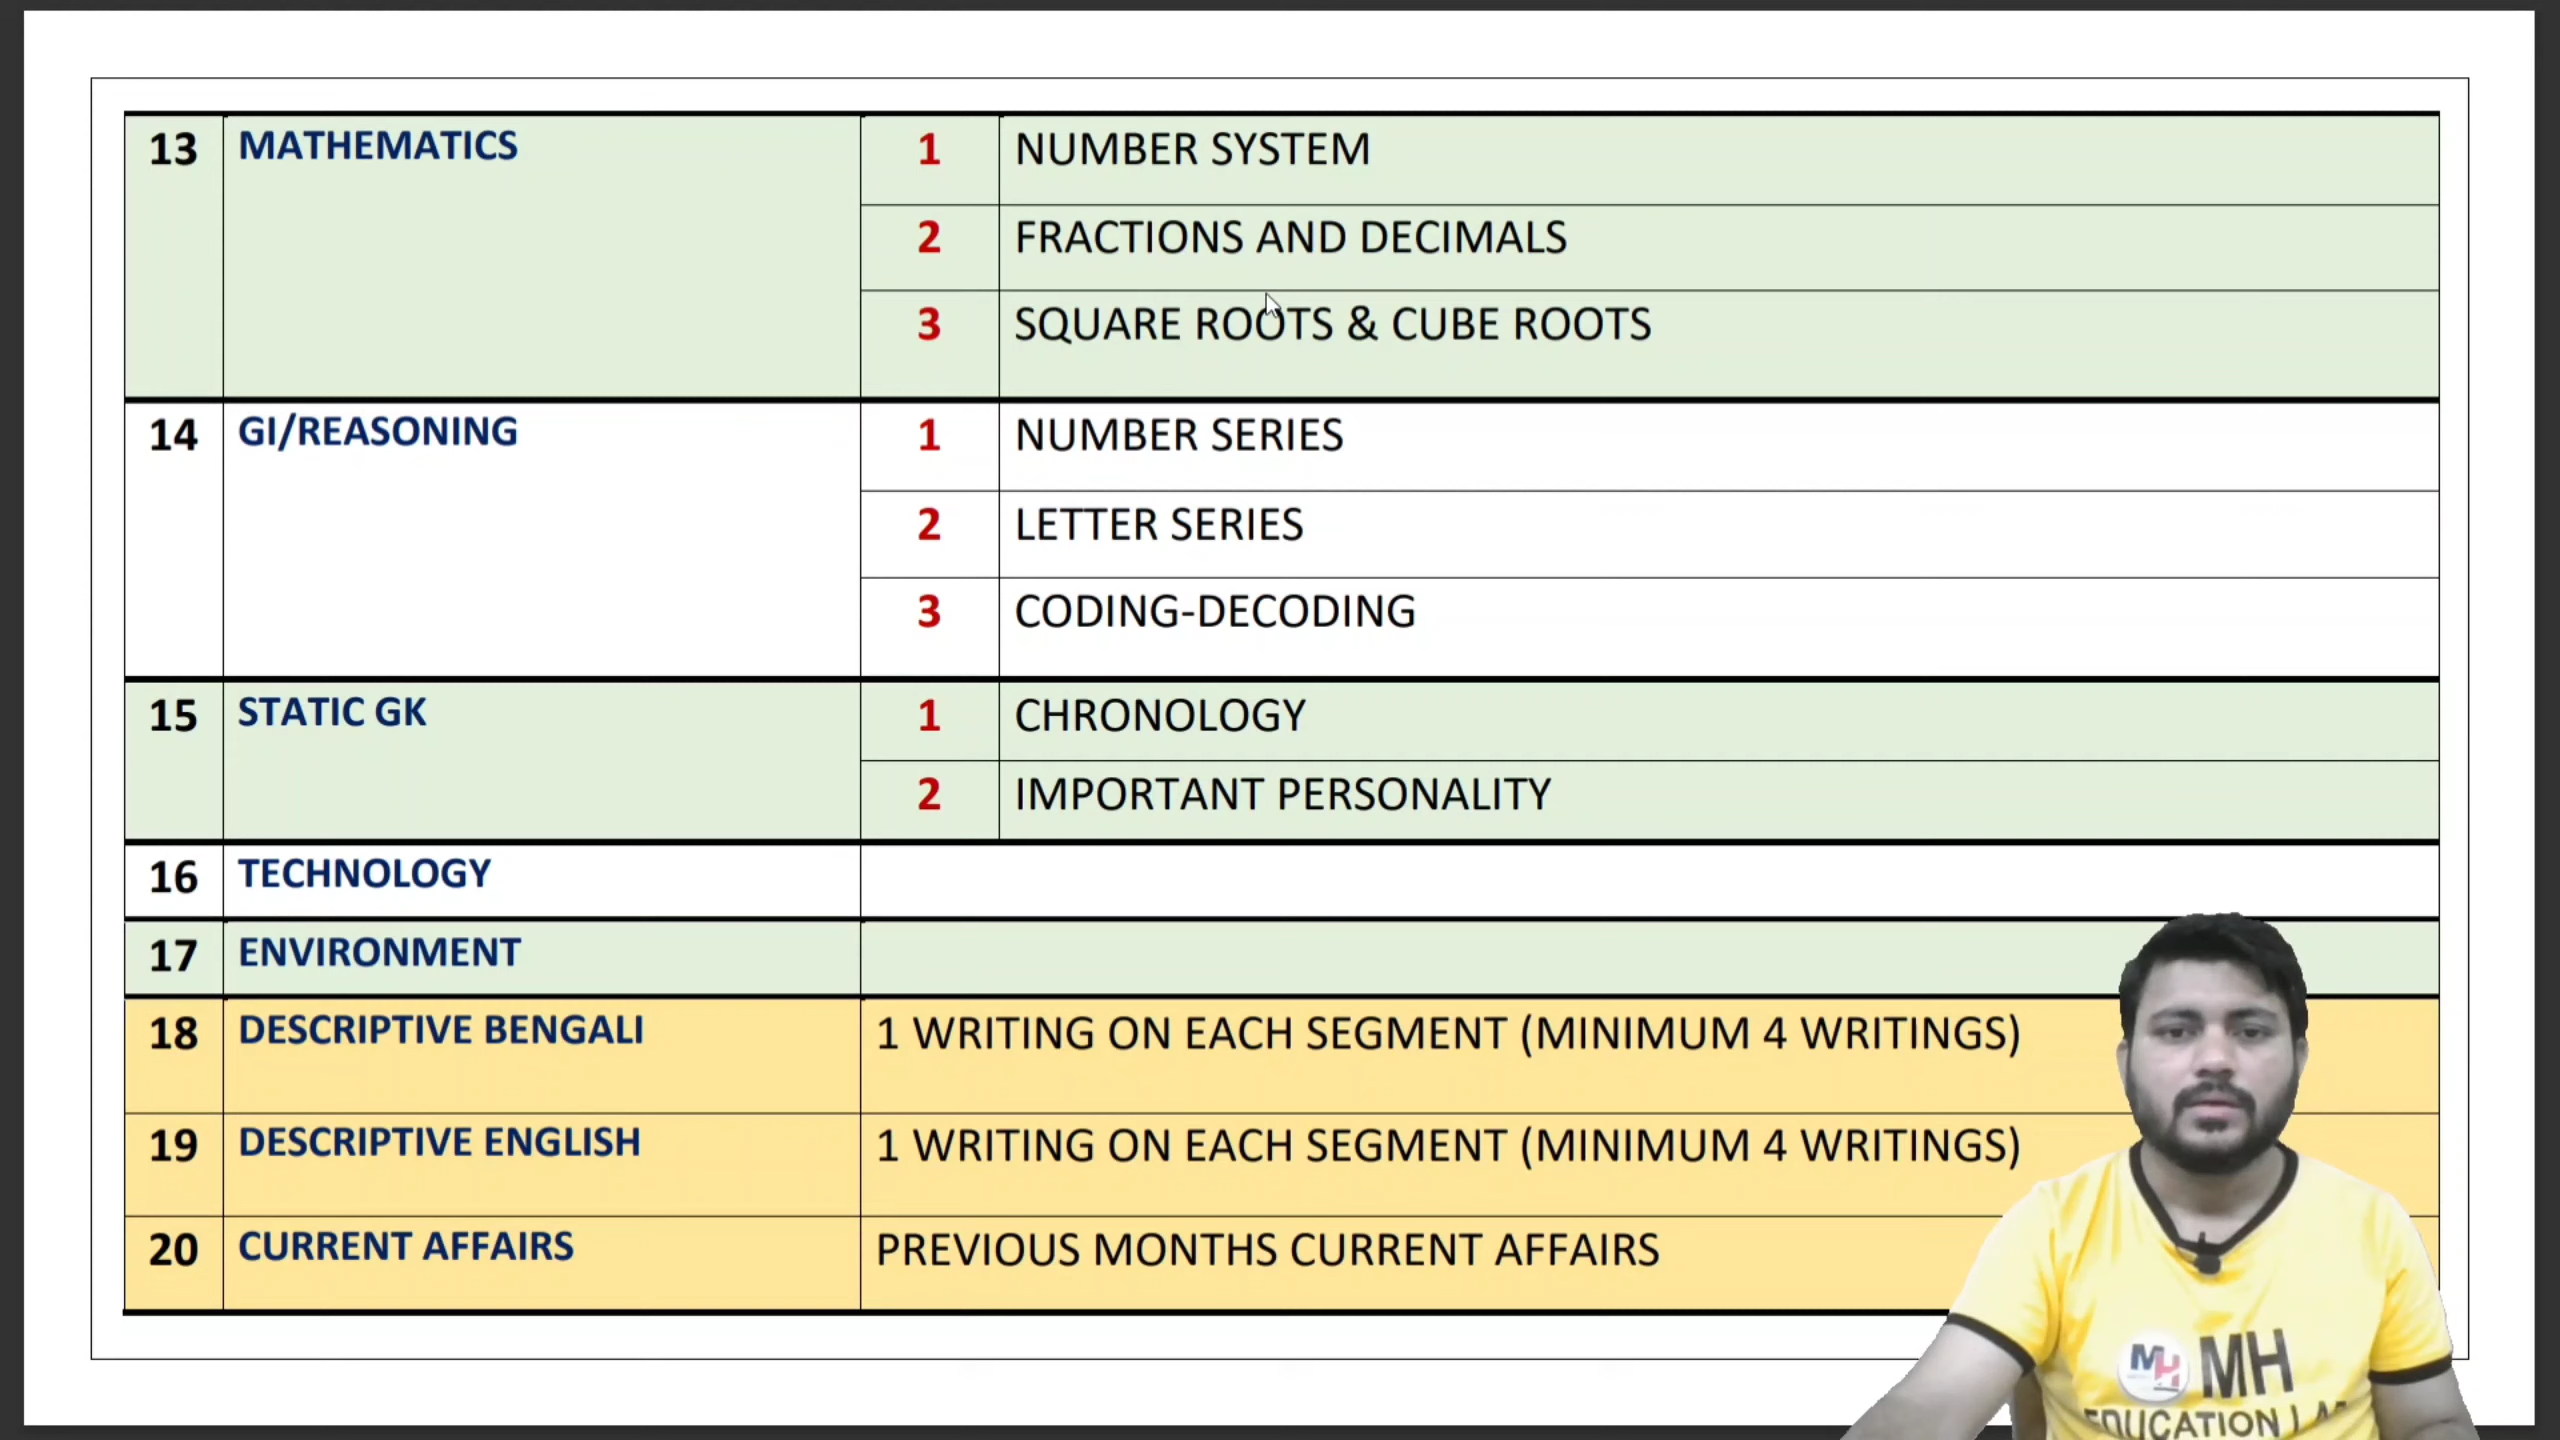 13 MATHEMATICS 1 NUMBER SYSTEM
2 FRACTIONS AND DECIMALS
3 SQUARE ROOTS & CUBE ROOTS
14 GI/REASONING 1 NUMBER SERIES
2 LETTER SERIES
3 CODING-DECODING
15 STATIC GK 1 CHRONOLOGY
2 IMPORTANT PERSONALITY
16 TECHNOLOGY
17 ENVIRONMENT
18 DESCRIPTIVE BENGALI 1 WRITING ON EACH SEGMENT (MINIMUM 4 WRITINGS)
19 DESCRIPTIVE ENGLISH 1 WRITING ON EACH SEGMENT (MINIMUM 4 WRITINGS)
20 CURRENT AFFAIRS PREVIOUS MONTHS CURRENT AFFAIRS
MH MH
EDUCATION